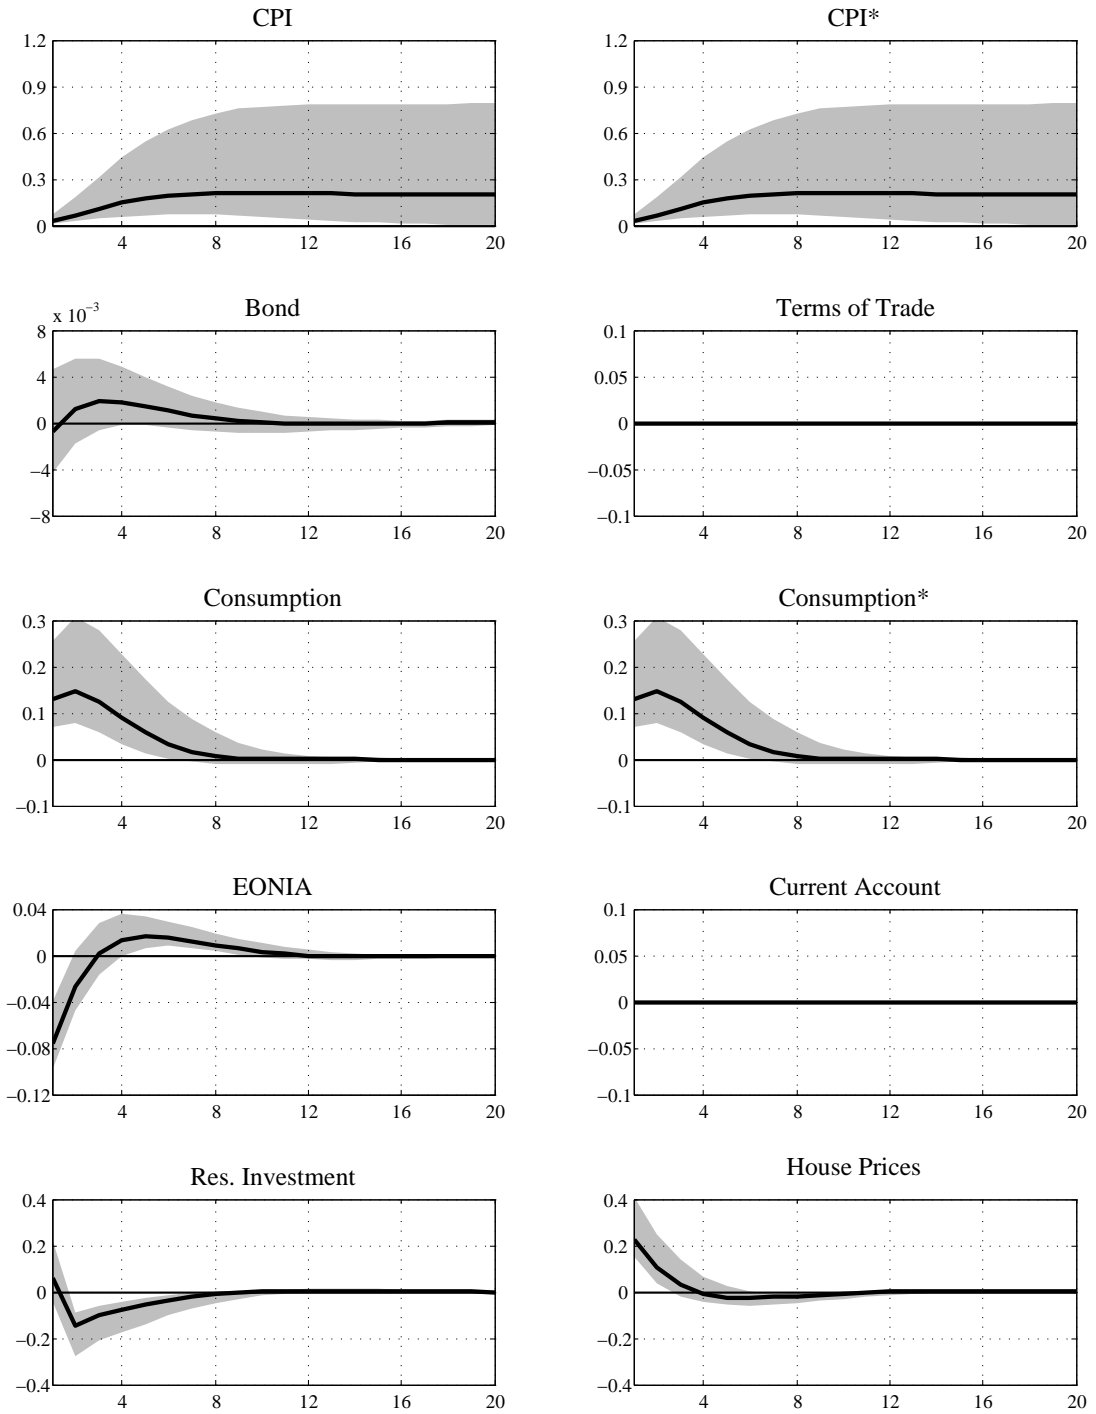 CPI
1.2
0.9
0.6
0.3
0
4 8 12 16 20
CPI*
1.2
0.9
0.6
0.3
0
4 8 12 16 20
Bond
x 10−3
8
4
0
−4
−8
4 8 12 16 20
Terms of Trade
0.1
0.05
0
−0.05
−0.1
4 8 12 16 20
Consumption
0.3
0.2
0.1
0
−0.1
4 8 12 16 20
Consumption*
0.3
0.2
0.1
0
−0.1
4 8 12 16 20
EONIA
0.04
0
−0.04
−0.08
−0.12
4 8 12 16 20
Current Account
0.1
0.05
0
−0.05
−0.1
4 8 12 16 20
Res. Investment
0.4
0.2
0
−0.2
−0.4
4 8 12 16 20
House Prices
0.4
0.2
0
−0.2
−0.4
4 8 12 16 20